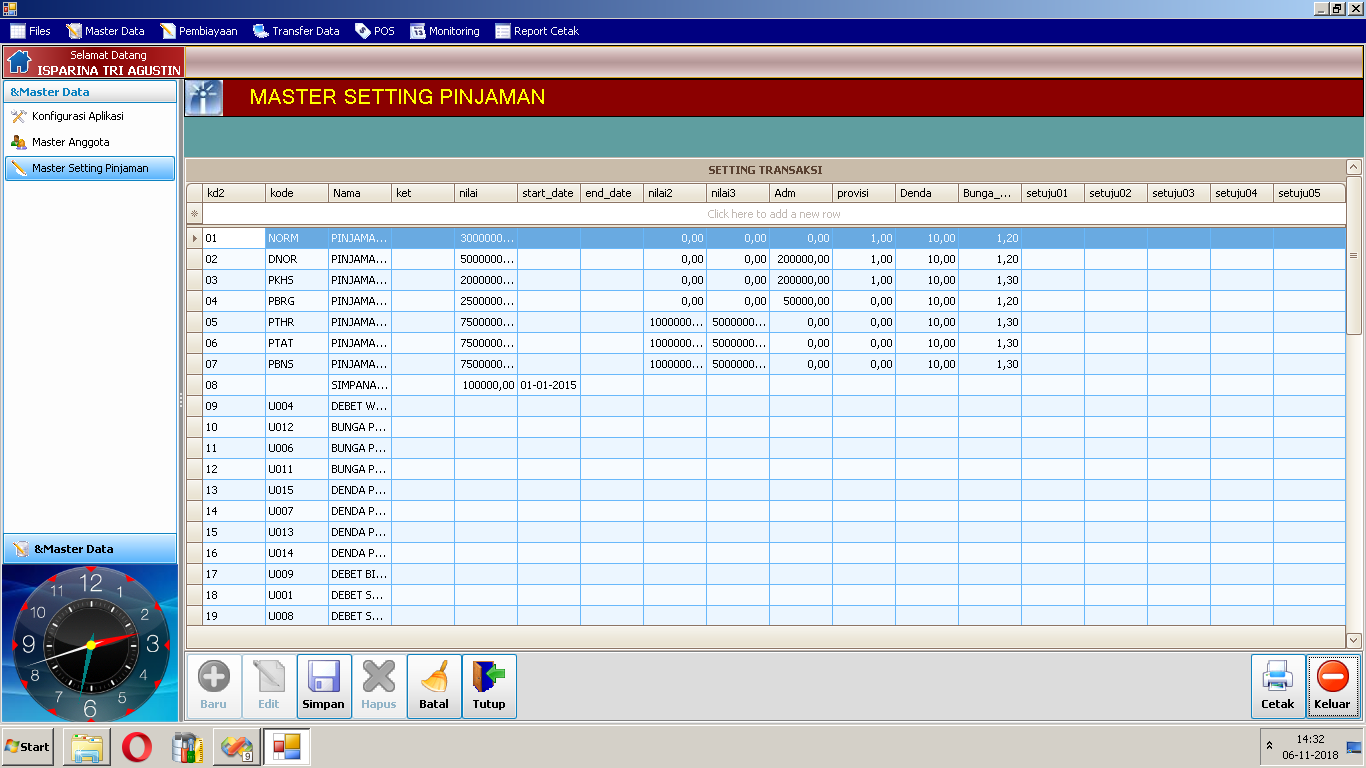 Files Master Data Pembiayaan Transfer Data POS Monitoring Report Cetak
Selamat Datang
ISPARINA TRI AGUSTIN
&Master Data
Konfigurasi Aplikasi
Master Anggota
Master Setting Pinjaman
MASTER SETTING PINJAMAN
SETTING TRANSAKSI
kd2 kode Nama ket nilai start_date end_date nilai2 nilai3 Adm provisi Denda Bunga_... setuju01 setuju02 setuju03 setuju04 setuju05
Click here to add a new row
01 NORM PINJAMA... 3000000... 0,00 0,00 0,00 1,00 10,00 1,20
02 DNOR PINJAMA... 5000000... 0,00 0,00 200000,00 1,00 10,00 1,20
03 PKHS PINJAMA... 2000000... 0,00 0,00 200000,00 1,00 10,00 1,30
04 PBRG PINJAMA... 2500000... 0,00 0,00 50000,00 0,00 10,00 1,20
05 PTHR PINJAMA... 7500000... 1000000... 5000000... 0,00 0,00 10,00 1,30
06 PTAT PINJAMA... 7500000... 1000000... 5000000... 0,00 0,00 10,00 1,30
07 PBNS PINJAMA... 7500000... 1000000... 5000000... 0,00 0,00 10,00 1,30
08 SIMPANA... 100000,00 01-01-2015
09 U004 DEBET W...
10 U012 BUNGA P...
11 U006 BUNGA P...
12 U011 BUNGA P...
13 U015 DENDA P...
14 U007 DENDA P...
15 U013 DENDA P...
16 U014 DENDA P...
17 U009 DEBET BI...
18 U001 DEBET S...
19 U008 DEBET S...
&Master Data
12 1 2 3 4 5 6 7 8 9 10 11
Baru Edit Simpan Hapus Batal Tutup Cetak Keluar
Start 9 14:32
06-11-2018